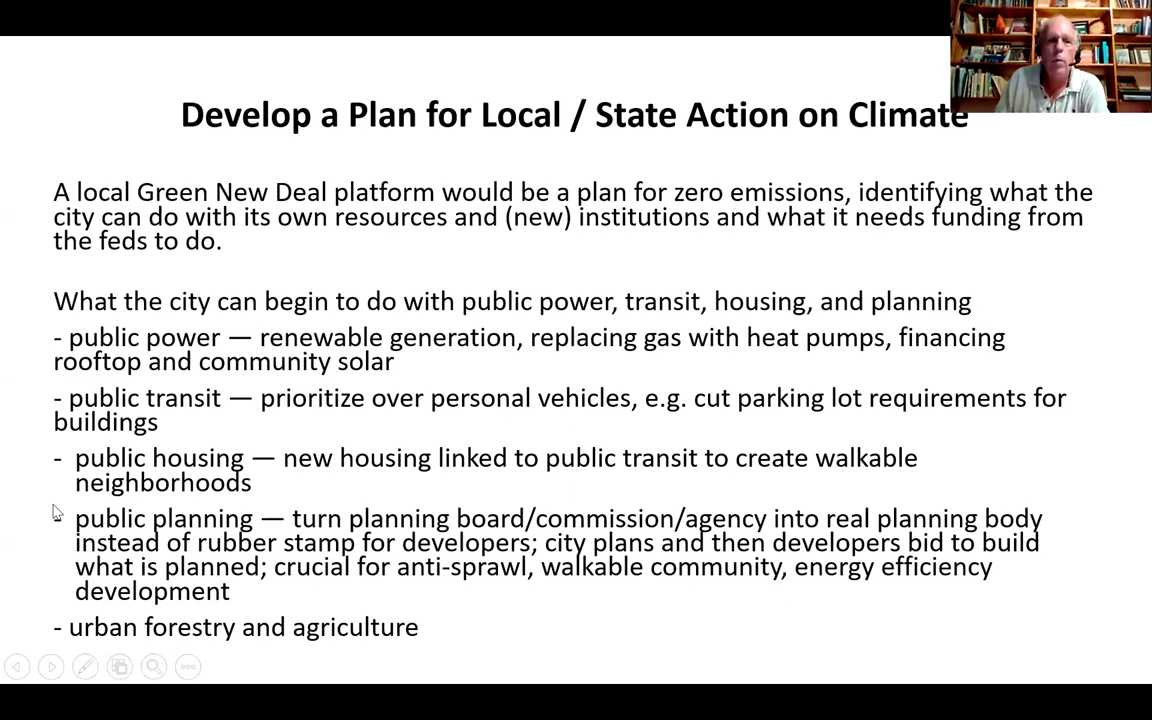 Develop a Plan for Local / State Action on Climate
A local Green New Deal platform would be a plan for zero emissions, identifying what the
city can do with its own resources and (new) institutions and what it needs funding from
the feds to do.
What the city can begin to do with public power, transit, housing, and planning
- public power — renewable generation, replacing gas with heat pumps, financing
rooftop and community solar
- public transit — prioritize over personal vehicles, e.g. cut parking lot requirements for
buildings
- public housing — new housing linked to public transit to create walkable
neighborhoods
- public planning — turn planning board/commission/agency into real planning body
instead of rubber stamp for developers; city plans and then developers bid to build
what is planned; crucial for anti-sprawl, walkable community, energy efficiency
development
- urban forestry and agriculture